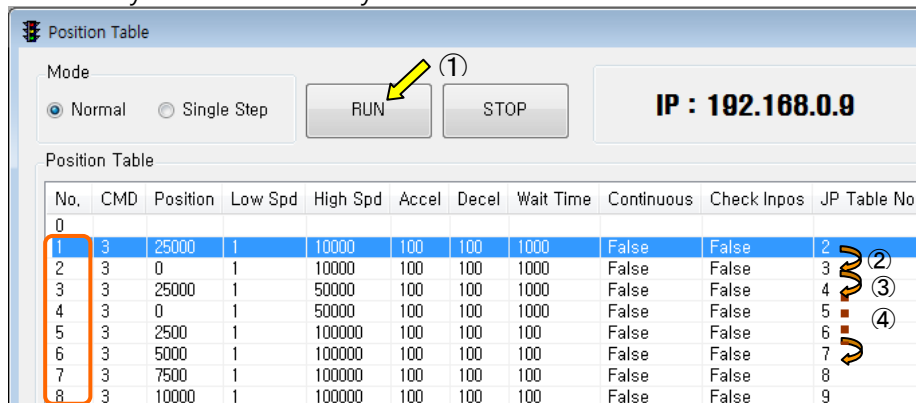 Position Table
Mode
Normal Single Step RUN STOP IP : 192.168.0.9
①
Position Table
No. CMD Position Low Spd High Spd Accel Decel Wait Time Continuous Check Inpos JP Table No
0
1 3 25000 1 10000 100 100 1000 False False 2
2 3 0 1 10000 100 100 1000 False False 3 ②
3 3 25000 1 50000 100 100 1000 False False 4 ③
4 3 0 1 50000 100 100 1000 False False 5 ④
5 3 2500 1 100000 100 100 100 False False 6
6 3 5000 1 100000 100 100 100 False False 7
7 3 7500 1 100000 100 100 100 False False 8
8 3 10000 1 100000 100 100 100 False False 9